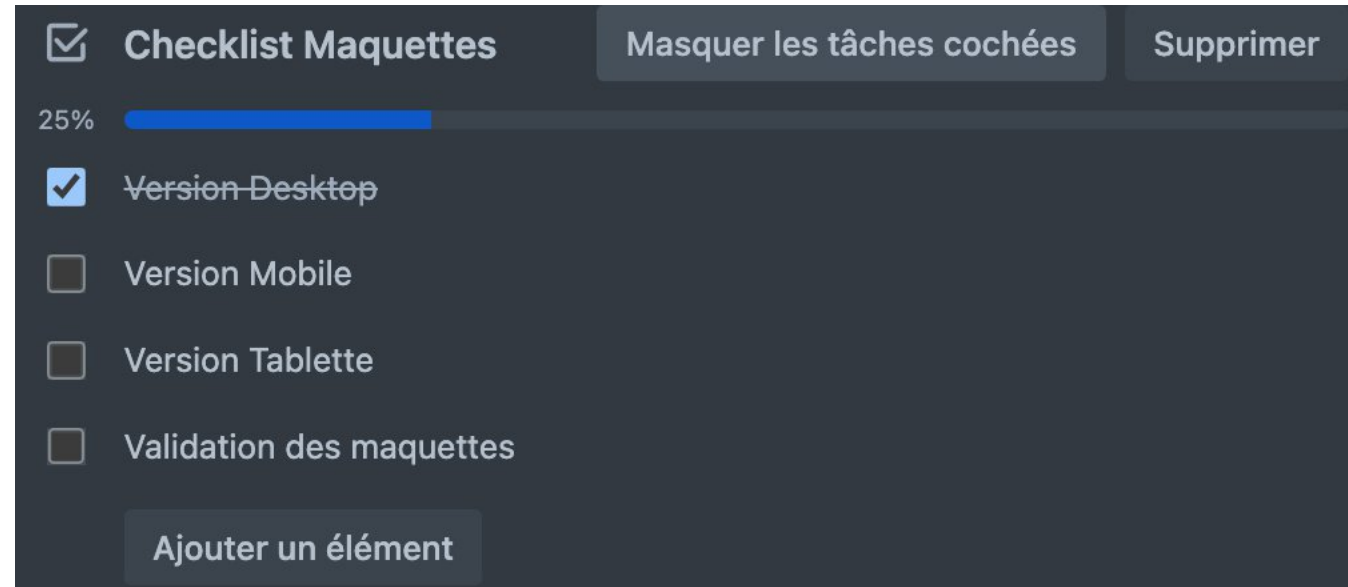 Checklist Maquettes Masquer les tâches cochées Supprimer
25%
Version Desktop
Version Mobile
Version Tablette
Validation des maquettes
Ajouter un élément